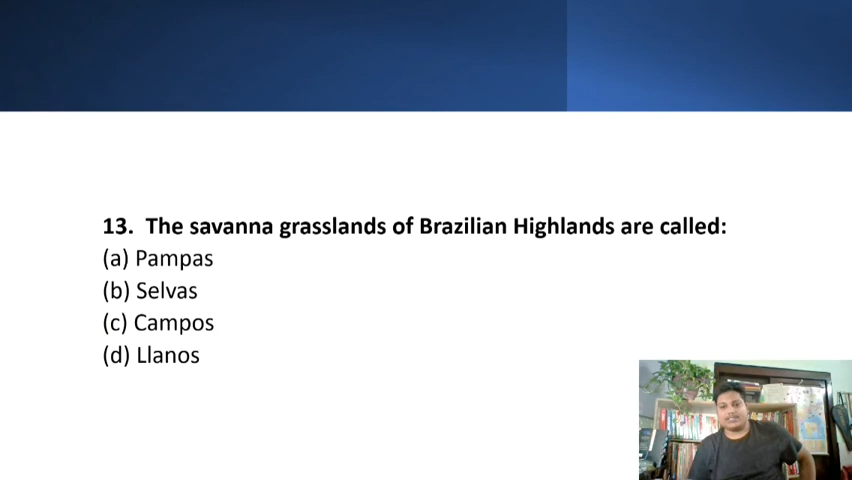 13. The savanna grasslands of Brazilian Highlands are called:
(a) Pampas
(b) Selvas
(c) Campos
(d) Llanos